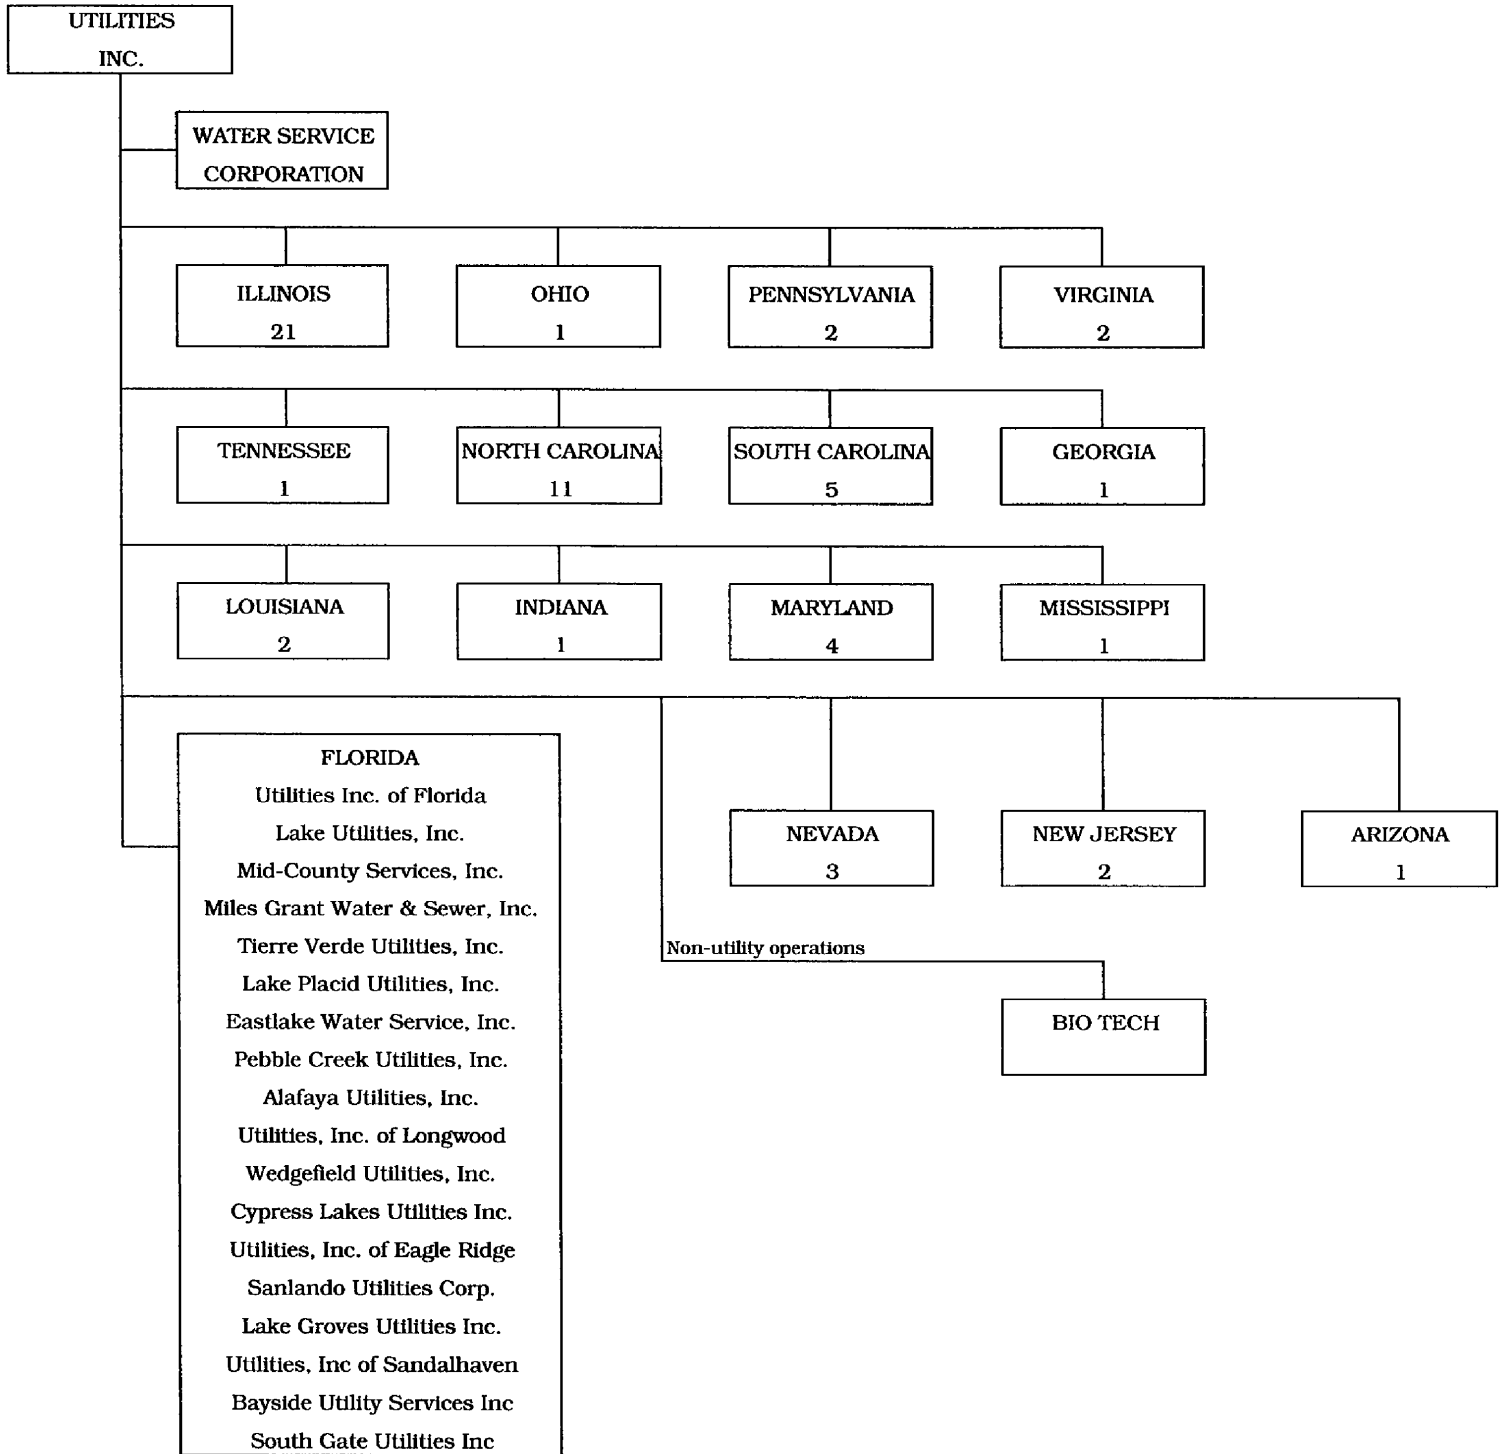 UTILITIES
INC.
WATER SERVICE
CORPORATION
ILLINOIS
21
OHIO
1
PENNSYLVANIA
2
VIRGINIA
2
TENNESSEE
1
NORTH CAROLINA
11
SOUTH CAROLINA
5
GEORGIA
1
LOUISIANA
2
INDIANA
1
MARYLAND
4
MISSISSIPPI
1
FLORIDA
Utilities Inc. of Florida
Lake Utilities, Inc.
Mid-County Services, Inc.
Miles Grant Water & Sewer, Inc.
Tierre Verde Utilities, Inc.
Lake Placid Utilities, Inc.
Eastlake Water Service, Inc.
Pebble Creek Utilities, Inc.
Alafaya Utilities, Inc.
Utilities, Inc. of Longwood
Wedgefield Utilities, Inc.
Cypress Lakes Utilities Inc.
Utilities, Inc. of Eagle Ridge
Sanlando Utilities Corp.
Lake Groves Utilities Inc.
Utilities, Inc of Sandalhaven
Bayside Utility Services Inc
South Gate Utilities Inc
NEVADA
3
NEW JERSEY
2
ARIZONA
1
Non-utility operations
BIO TECH